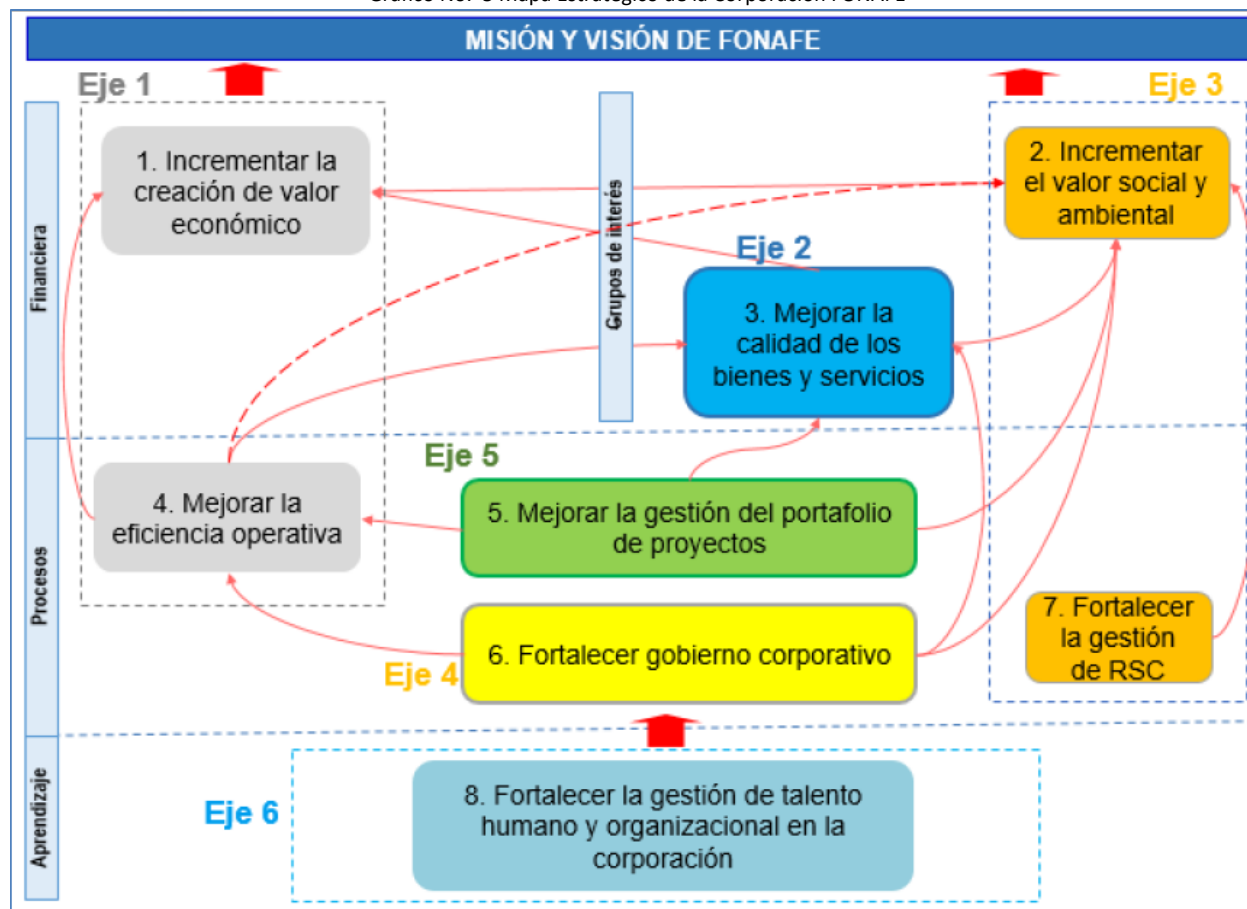 MISIÓN Y VISIÓN DE FONAFE
Eje 1
Eje 3
Financiera
Grupos de interés
1. Incrementar la
creación de valor
económico
2. Incrementar
el valor social y
ambiental
Eje 2
3. Mejorar la
calidad de los
bienes y servicios
Procesos
Eje 5
4. Mejorar la
eficiencia operativa
5. Mejorar la gestión del portafolio
de proyectos
Eje 4
6. Fortalecer gobierno corporativo
7. Fortalecer
la gestión
de RSC
Aprendizaje
Eje 6
8. Fortalecer la gestión de talento
humano y organizacional en la
corporación